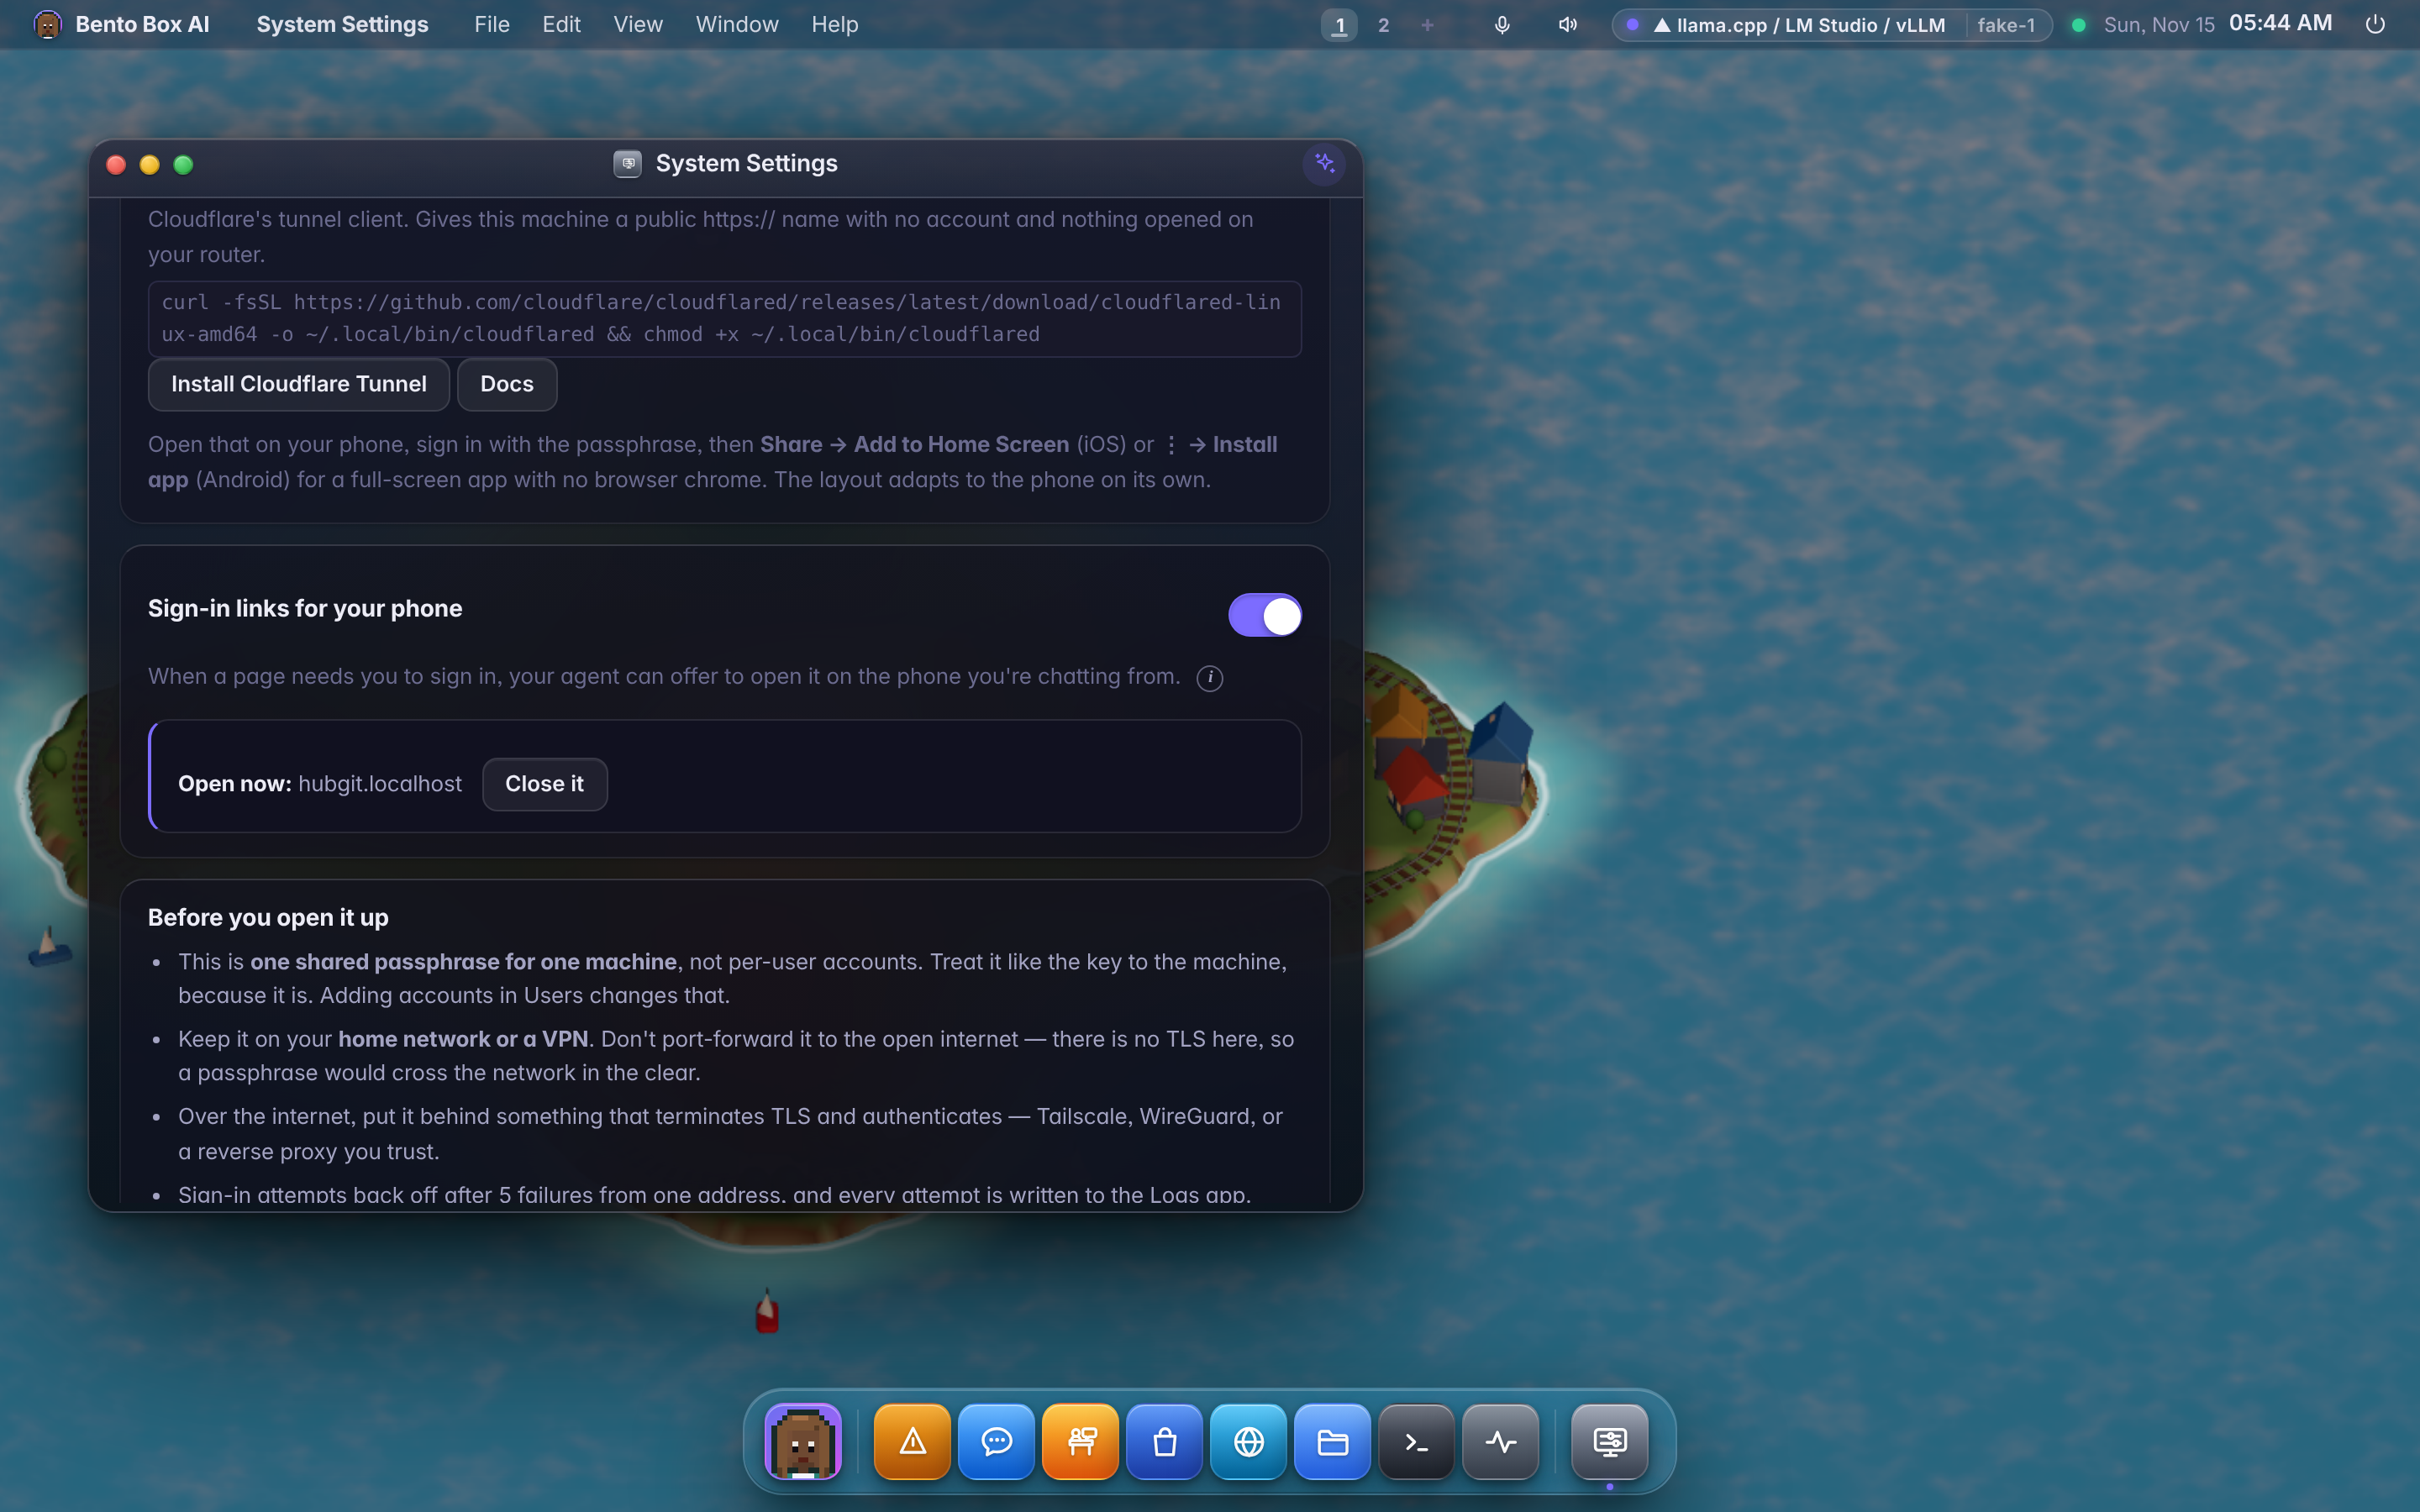 Bento Box AI System Settings File Edit View Window Help 1 2 + llama.cpp / LM Studio / vLLM fake-1 Sun, Nov 15 05:44 AM
System Settings
Cloudflare's tunnel client. Gives this machine a public https:// name with no account and nothing opened on
your router.
curl -fsSL https://github.com/cloudflare/cloudflared/releases/latest/download/cloudflared-lin
ux-amd64 -o ~/.local/bin/cloudflared && chmod +x ~/.local/bin/cloudflared
Install Cloudflare Tunnel Docs
Open that on your phone, sign in with the passphrase, then Share → Add to Home Screen (iOS) or ⋮ → Install
app (Android) for a full-screen app with no browser chrome. The layout adapts to the phone on its own.
Sign-in links for your phone
When a page needs you to sign in, your agent can offer to open it on the phone you're chatting from. i
Open now: hubgit.localhost Close it
Before you open it up
• This is one shared passphrase for one machine, not per-user accounts. Treat it like the key to the machine,
because it is. Adding accounts in Users changes that.
• Keep it on your home network or a VPN. Don't port-forward it to the open internet — there is no TLS here, so
a passphrase would cross the network in the clear.
• Over the internet, put it behind something that terminates TLS and authenticates — Tailscale, WireGuard, or
a reverse proxy you trust.
• Sign-in attempts back off after 5 failures from one address, and every attempt is written to the Logs app.